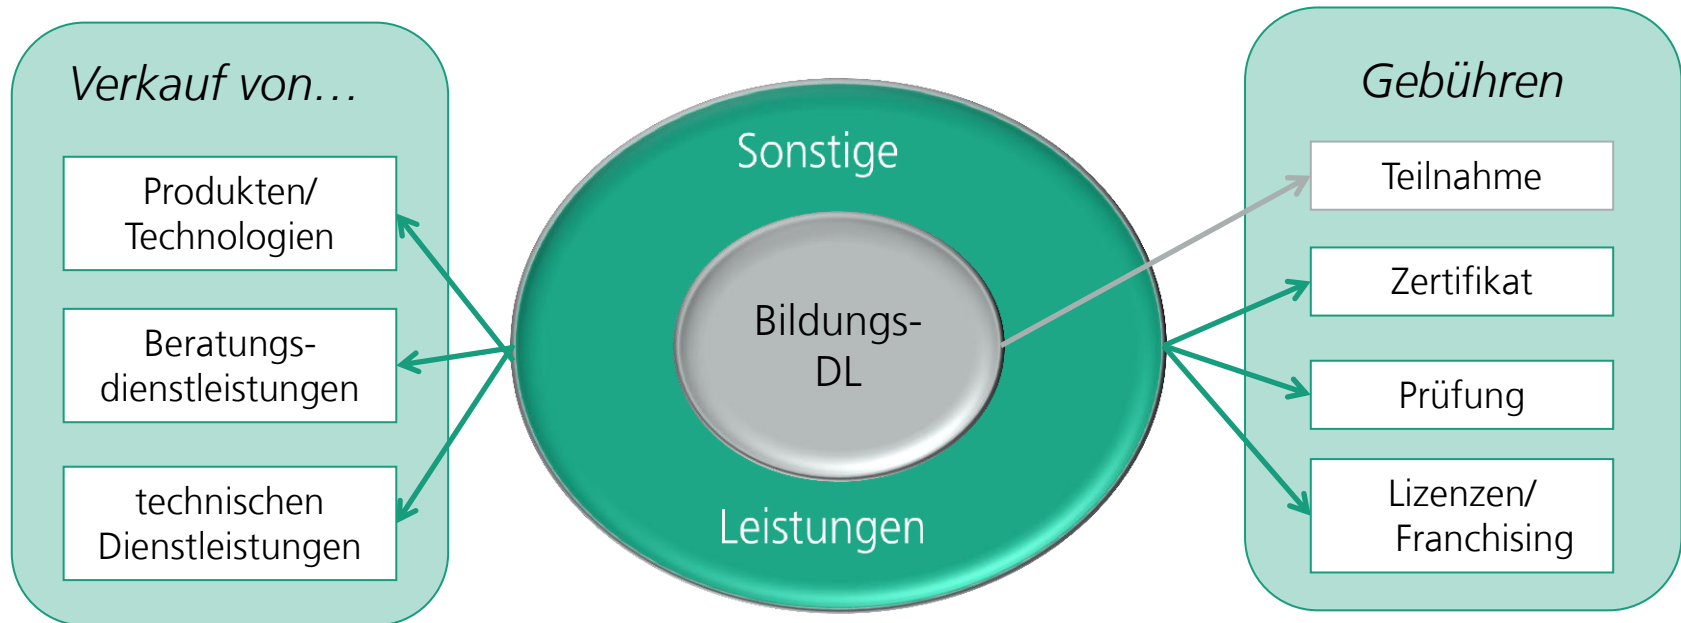 Verkauf von...
Produkten/
Technologien
Beratungs-
dienstleistungen
technischen
Dienstleistungen
Sonstige
Bildungs-
DL
Leistungen
Gebühren
Teilnahme
Zertifikat
Prüfung
Lizenzen/
Franchising